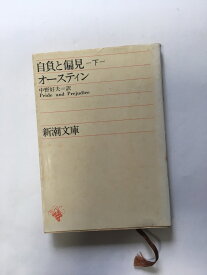 自負と偏見 —下—
オースティン
中野好夫=訳
Pride and Prejudice
新潮文庫